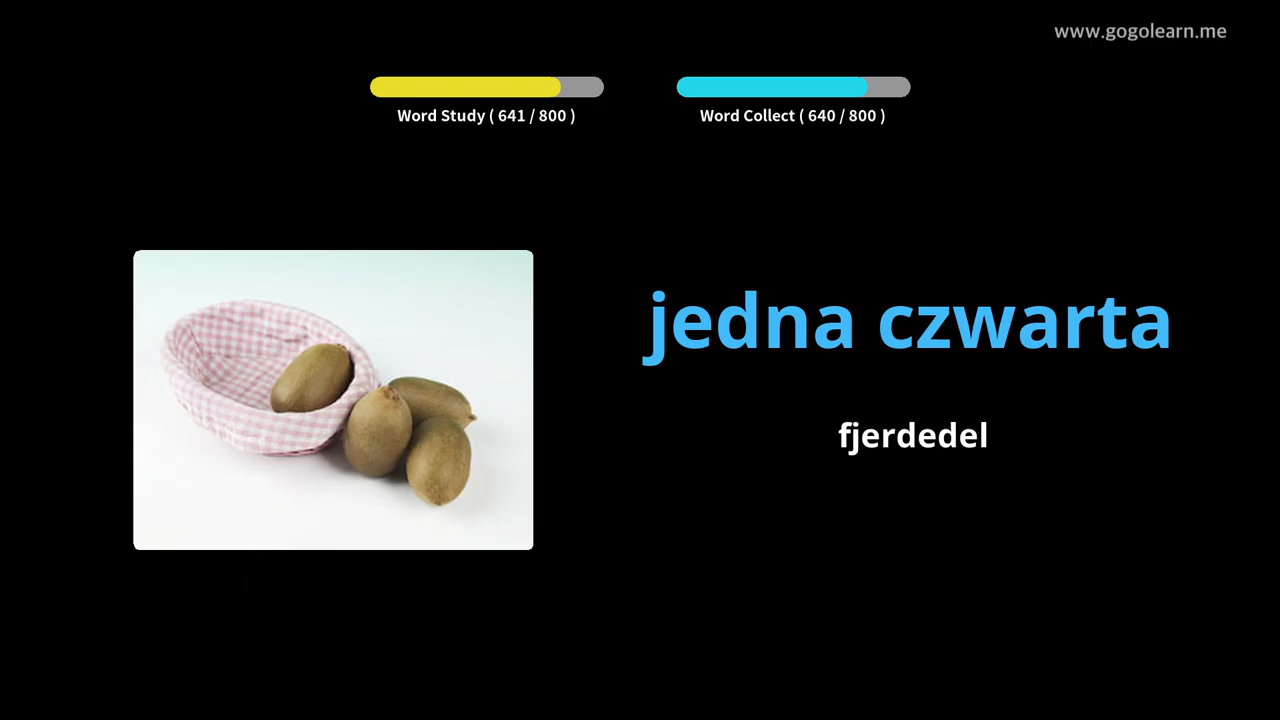 www.gogolearn.me
Word Study ( 641 / 800 )
Word Collect ( 640 / 800 )
jedna czwarta
fjerdedel